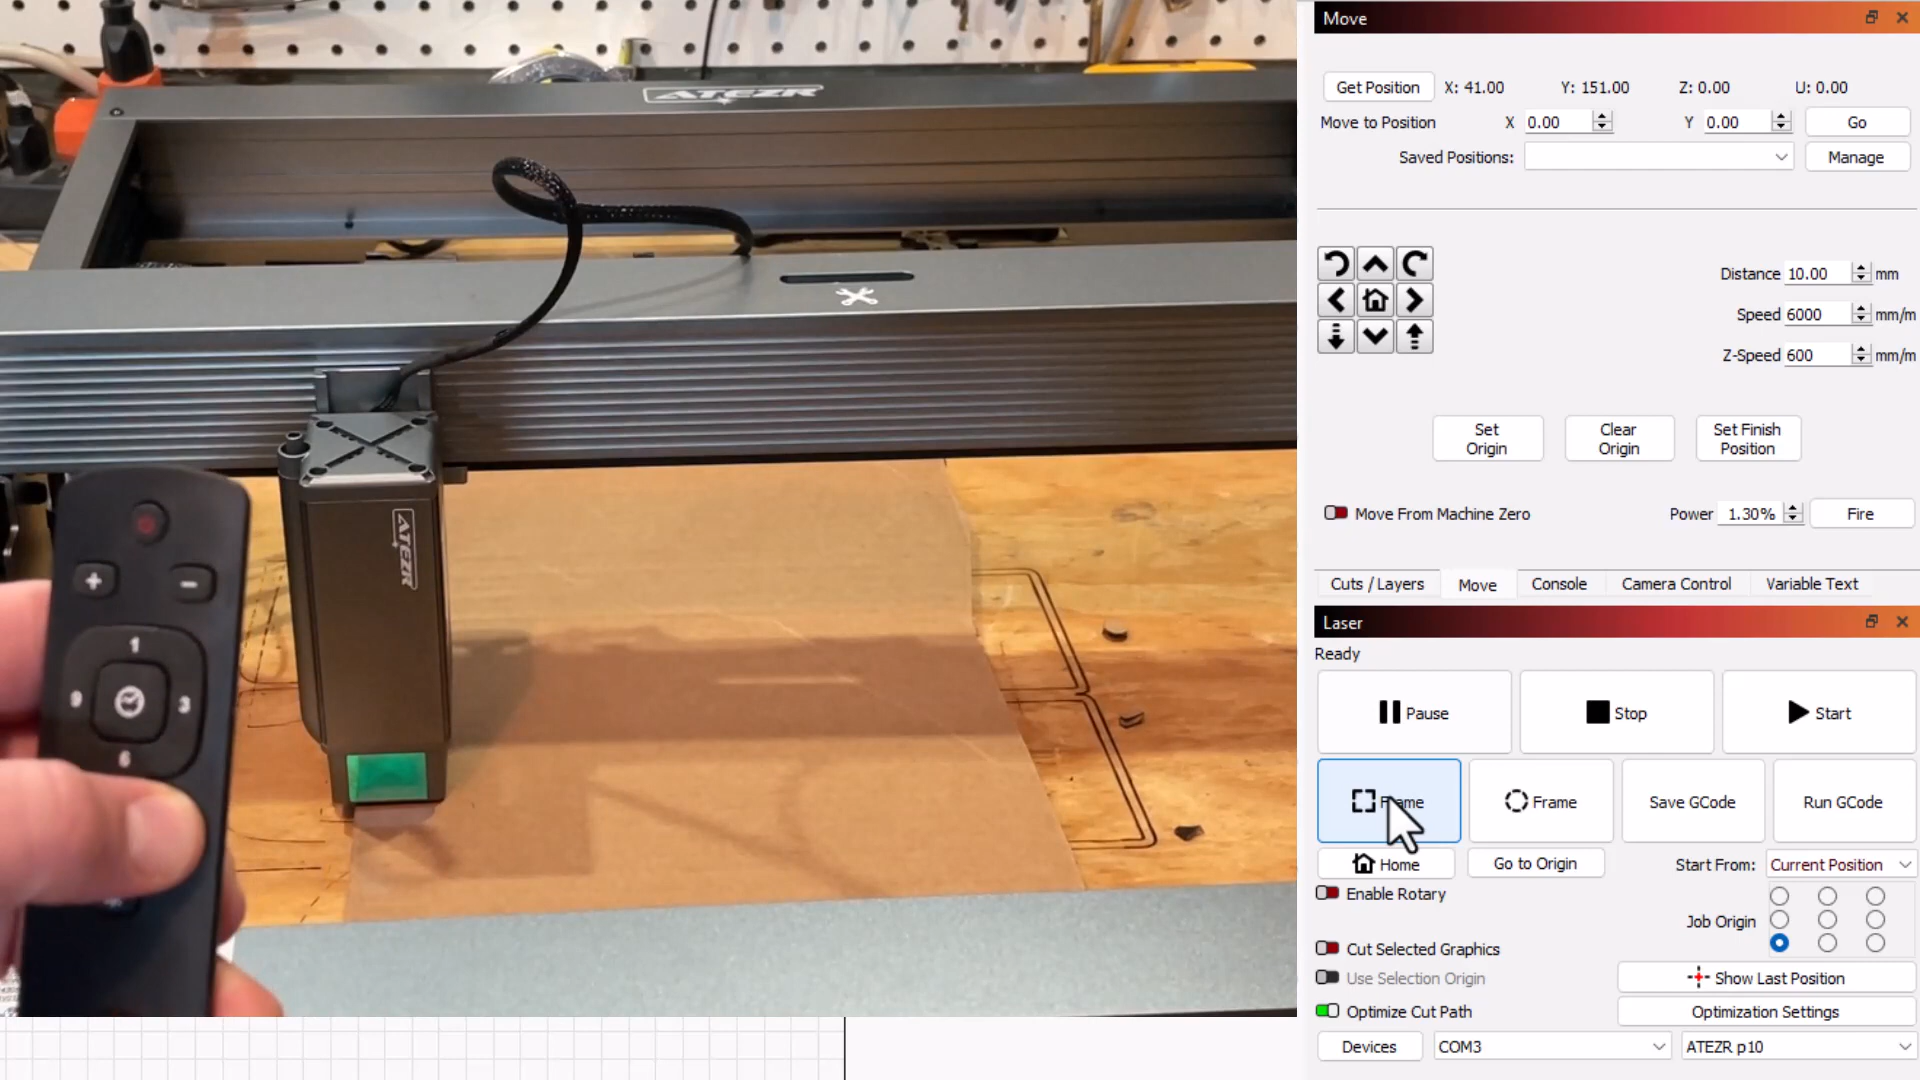 ATEZR
ATEZR
+
-
1
9
3
6
Move
Get Position X: 41.00 Y: 151.00 Z: 0.00 U: 0.00
Move to Position X 0.00 Y 0.00 Go
Saved Positions: Manage
Distance 10.00 mm
Speed 6000 mm/m
Z-Speed 600 mm/m
Set Origin
Clear Origin
Set Finish Position
Move From Machine Zero Power 1.30% Fire
Cuts / Layers Move Console Camera Control Variable Text
Laser
Ready
Pause Stop Start
Frame Frame Save GCode Run GCode
Home Go to Origin Start From: Current Position
Enable Rotary
Job Origin
Cut Selected Graphics
Use Selection Origin Show Last Position
Optimize Cut Path Optimization Settings
Devices COM3 ATEZR p10